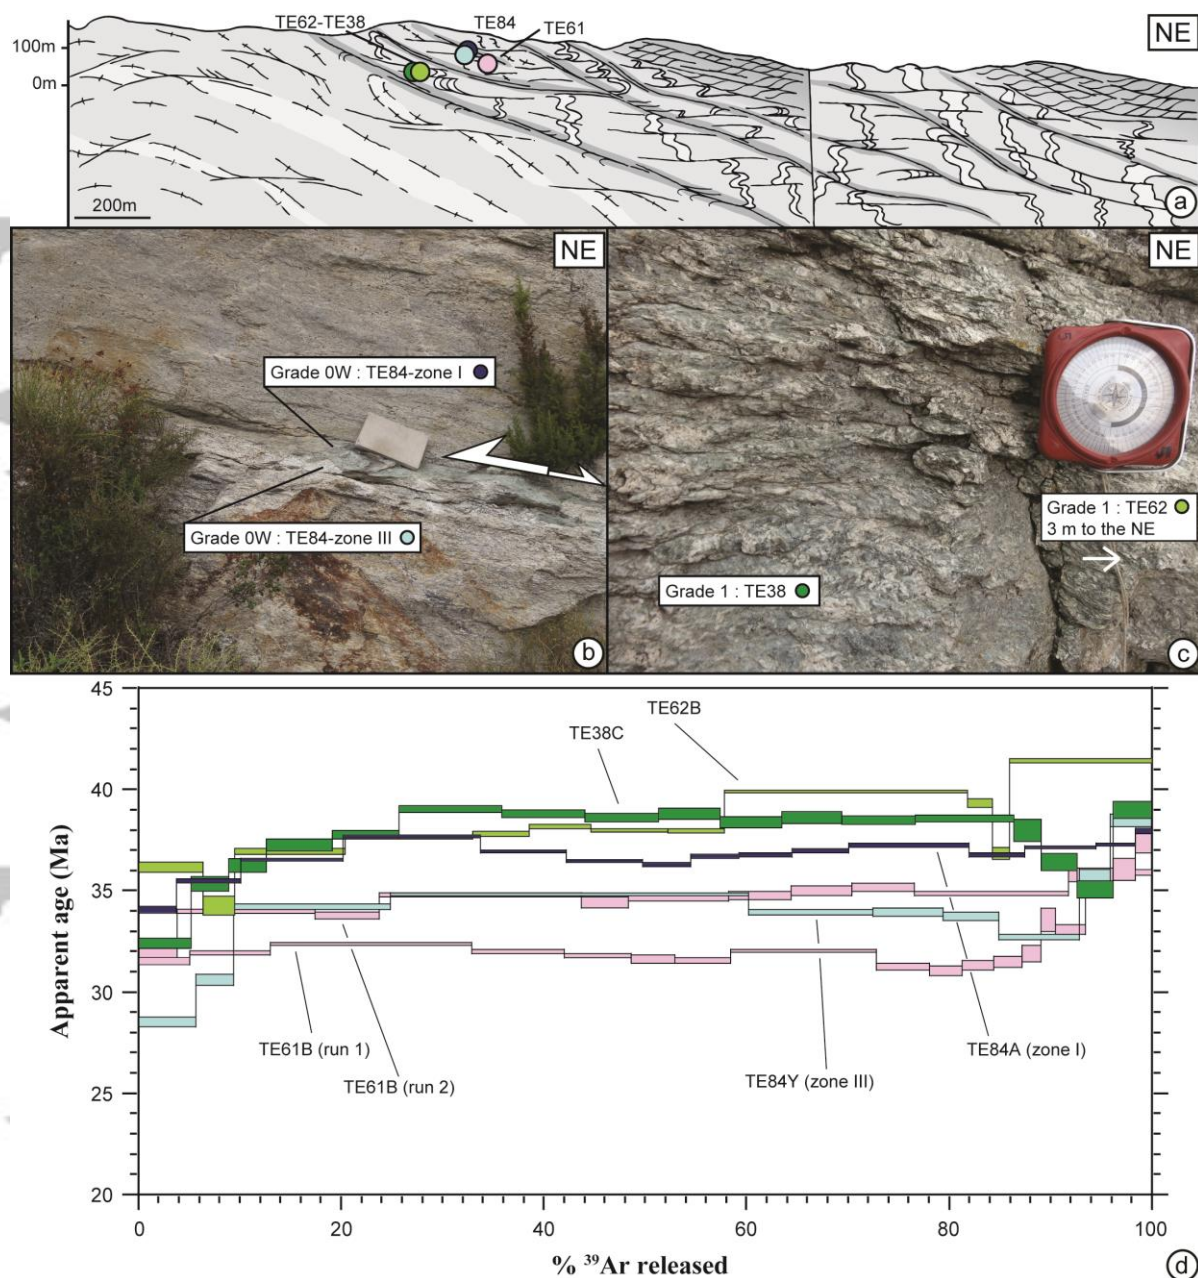 TE62-TE38
TE84
TE61
NE
100m
0m
200m
a
NE
NE
Grade 0W : TE84-zone I
Grade 0W : TE84-zone III
Grade 1 : TE62
3 m to the NE
Grade 1 : TE38
b
c
45
40
35
30
25
20
Apparent age (Ma)
TE62B
TE38C
TE61B (run 1)
TE61B (run 2)
TE84Y (zone III)
TE84A (zone I)
0
20
40
60
80
100
% ³⁹Ar released
d